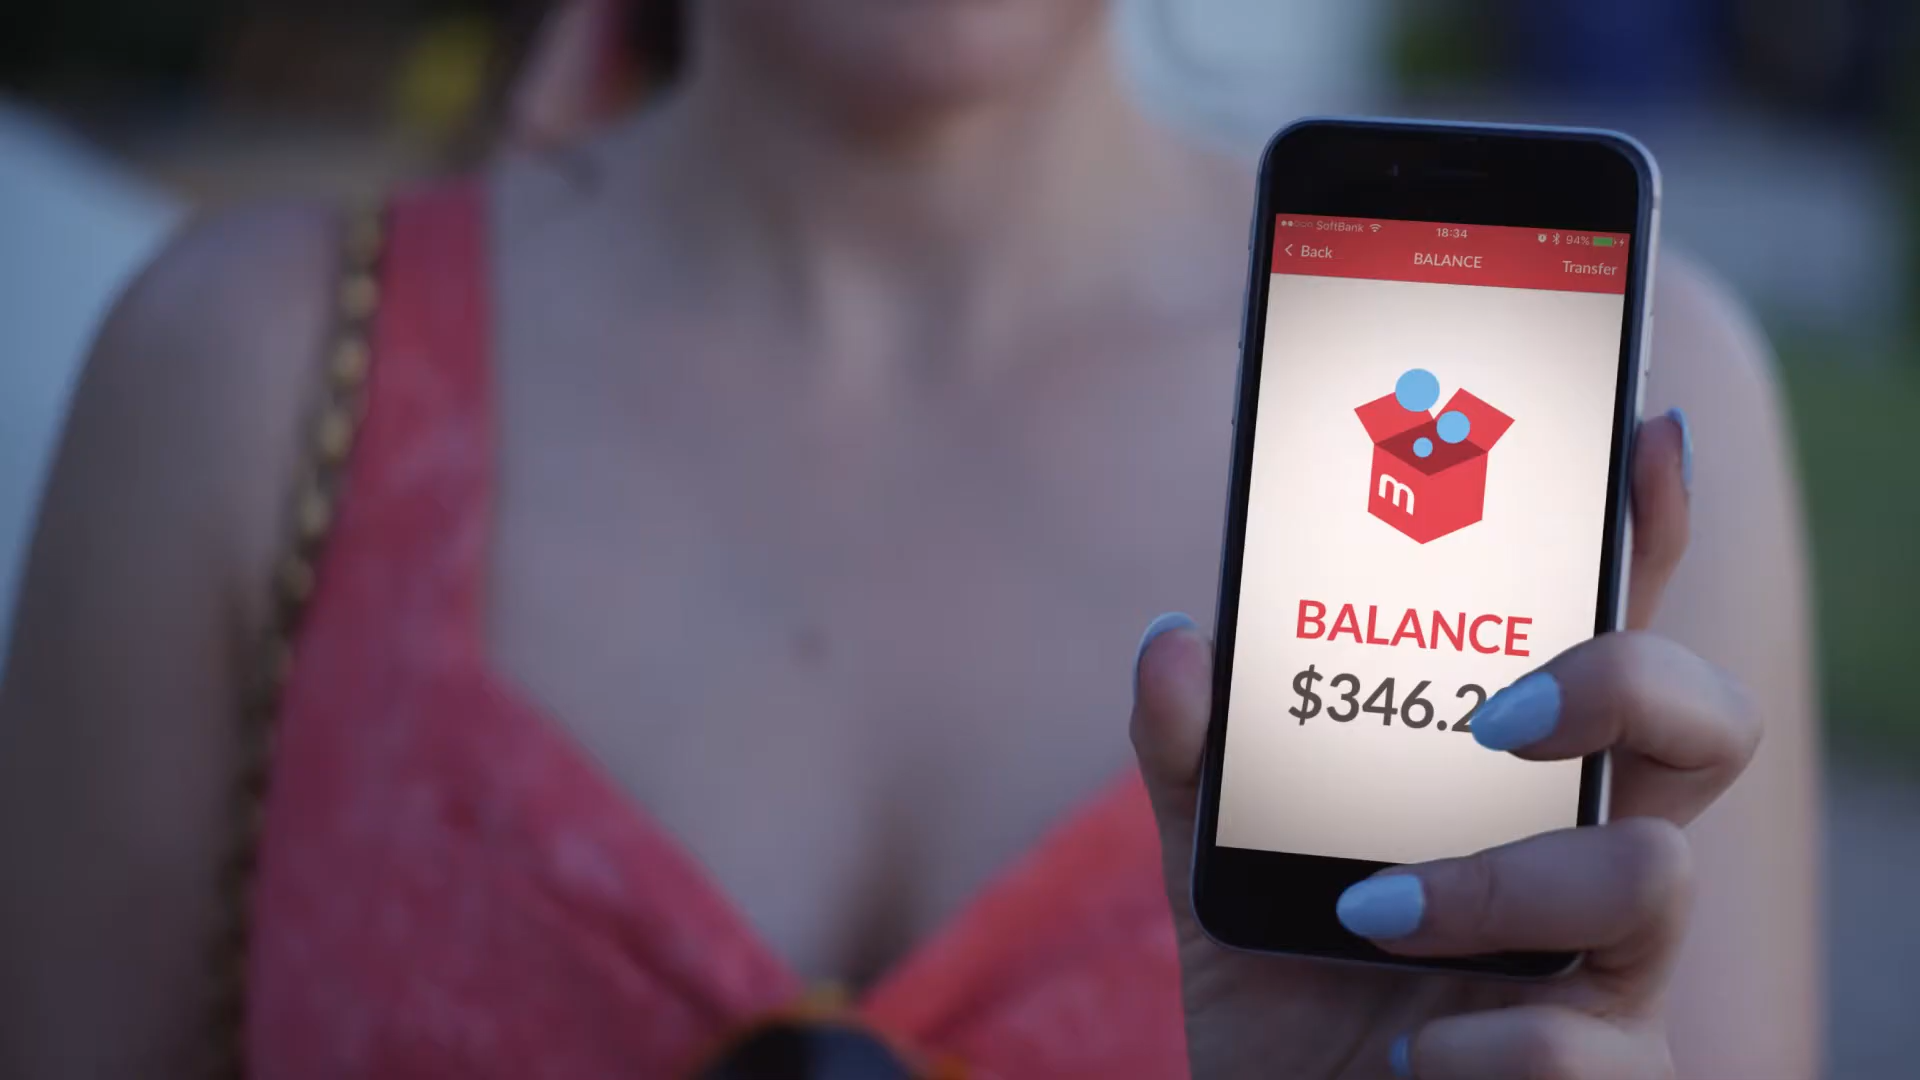 SoftBank 18:34 94%
Back BALANCE Transfer
m
BALANCE
$346.2